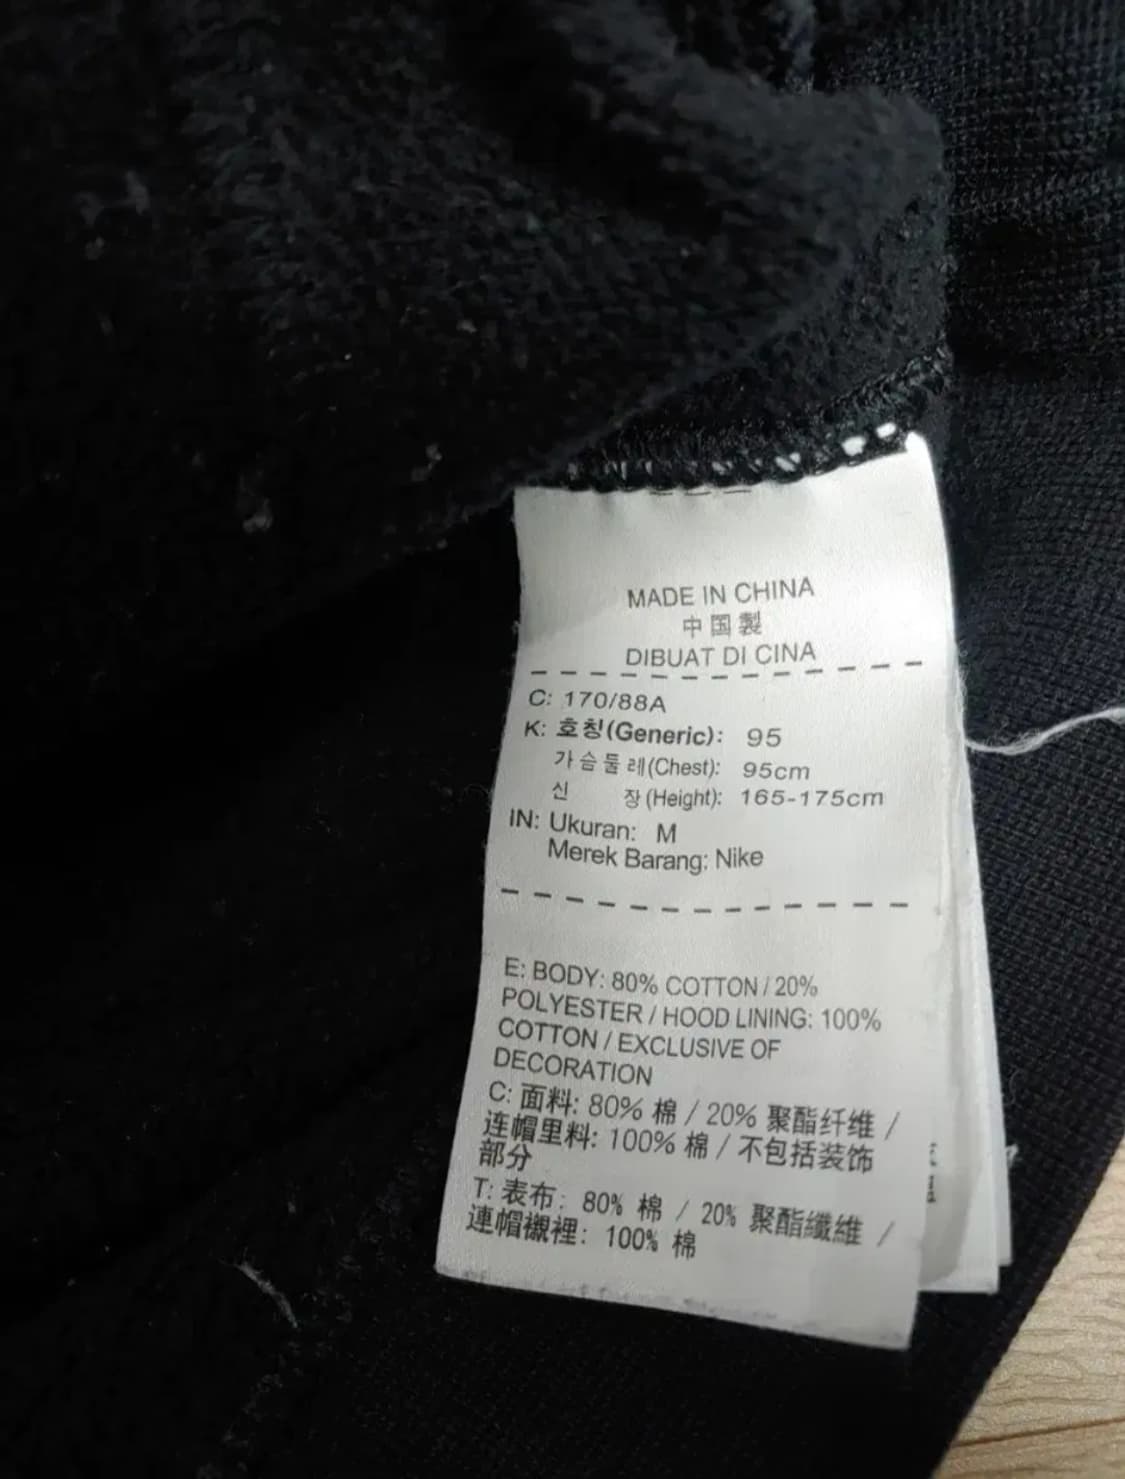 MADE IN CHINA
中国製
DIBUAT DI CINA
C: 170/88A
K: 호칭(Generic): 95
가슴둘레(Chest): 95cm
신 장(Height): 165-175cm
IN: Ukuran: M
Merek Barang: Nike
E: BODY: 80% COTTON / 20%
POLYESTER / HOOD LINING: 100%
COTTON / EXCLUSIVE OF
DECORATION
C: 面料: 80% 棉 / 20% 聚酯纤维 /
连帽里料: 100% 棉 / 不包括装饰
部分
T: 表布: 80% 棉 / 20% 聚酯纖維 /
連帽襯裡: 100% 棉